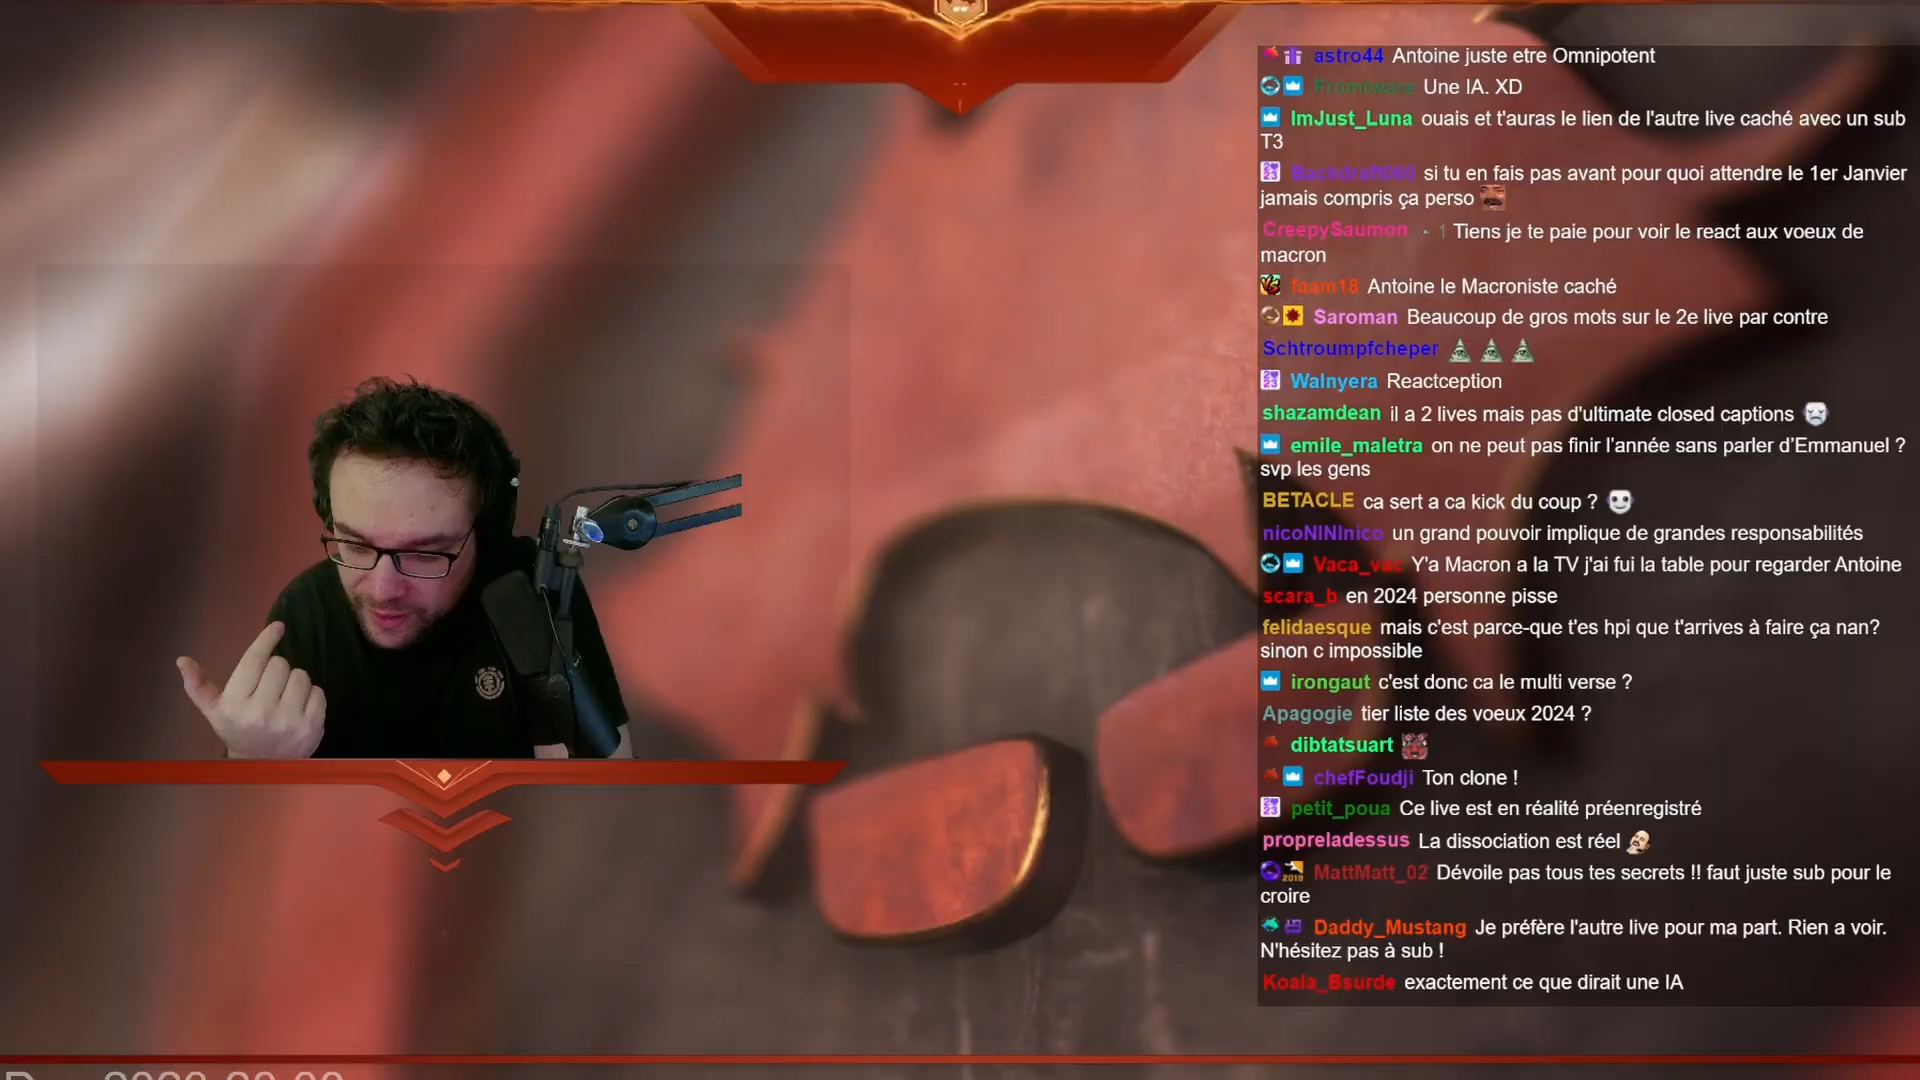 astro44 Antoine juste etre Omnipotent
Fromtware Une IA. XD
ImJust_Luna ouais et t'auras le lien de l'autre live caché avec un sub
T3
Backdraft060 si tu en fais pas avant pour quoi attendre le 1er Janvier
jamais compris ça perso
CreepySaumon 1 Tiens je te paie pour voir le react aux voeux de
macron
faam18 Antoine le Macroniste caché
Saroman Beaucoup de gros mots sur le 2e live par contre
Schtroumpfcheper
Walnyera Reactception
shazamdean il a 2 lives mais pas d'ultimate closed captions
emile_maletra on ne peut pas finir l’année sans parler d’Emmanuel ?
svp les gens
BETACLE ca sert a ca kick du coup ?
nicoNINInico un grand pouvoir implique de grandes responsabilités
Vaca_vac Y'a Macron a la TV j'ai fui la table pour regarder Antoine
scara_b en 2024 personne pisse
felidaesque mais c'est parce-que t'es hpi que t'arrives à faire ça nan?
sinon c impossible
irongaut c'est donc ca le multi verse ?
Apagogie tier liste des voeux 2024 ?
dibtatsuart
chefFoudji Ton clone !
petit_poua Ce live est en réalité préenregistré
propreladessus La dissociation est réel
MattMatt_02 Dévoile pas tous tes secrets !! faut juste sub pour le
croire
Daddy_Mustang Je préfère l'autre live pour ma part. Rien a voir.
N'hésitez pas à sub !
Koala_Bsurde exactement ce que dirait une IA